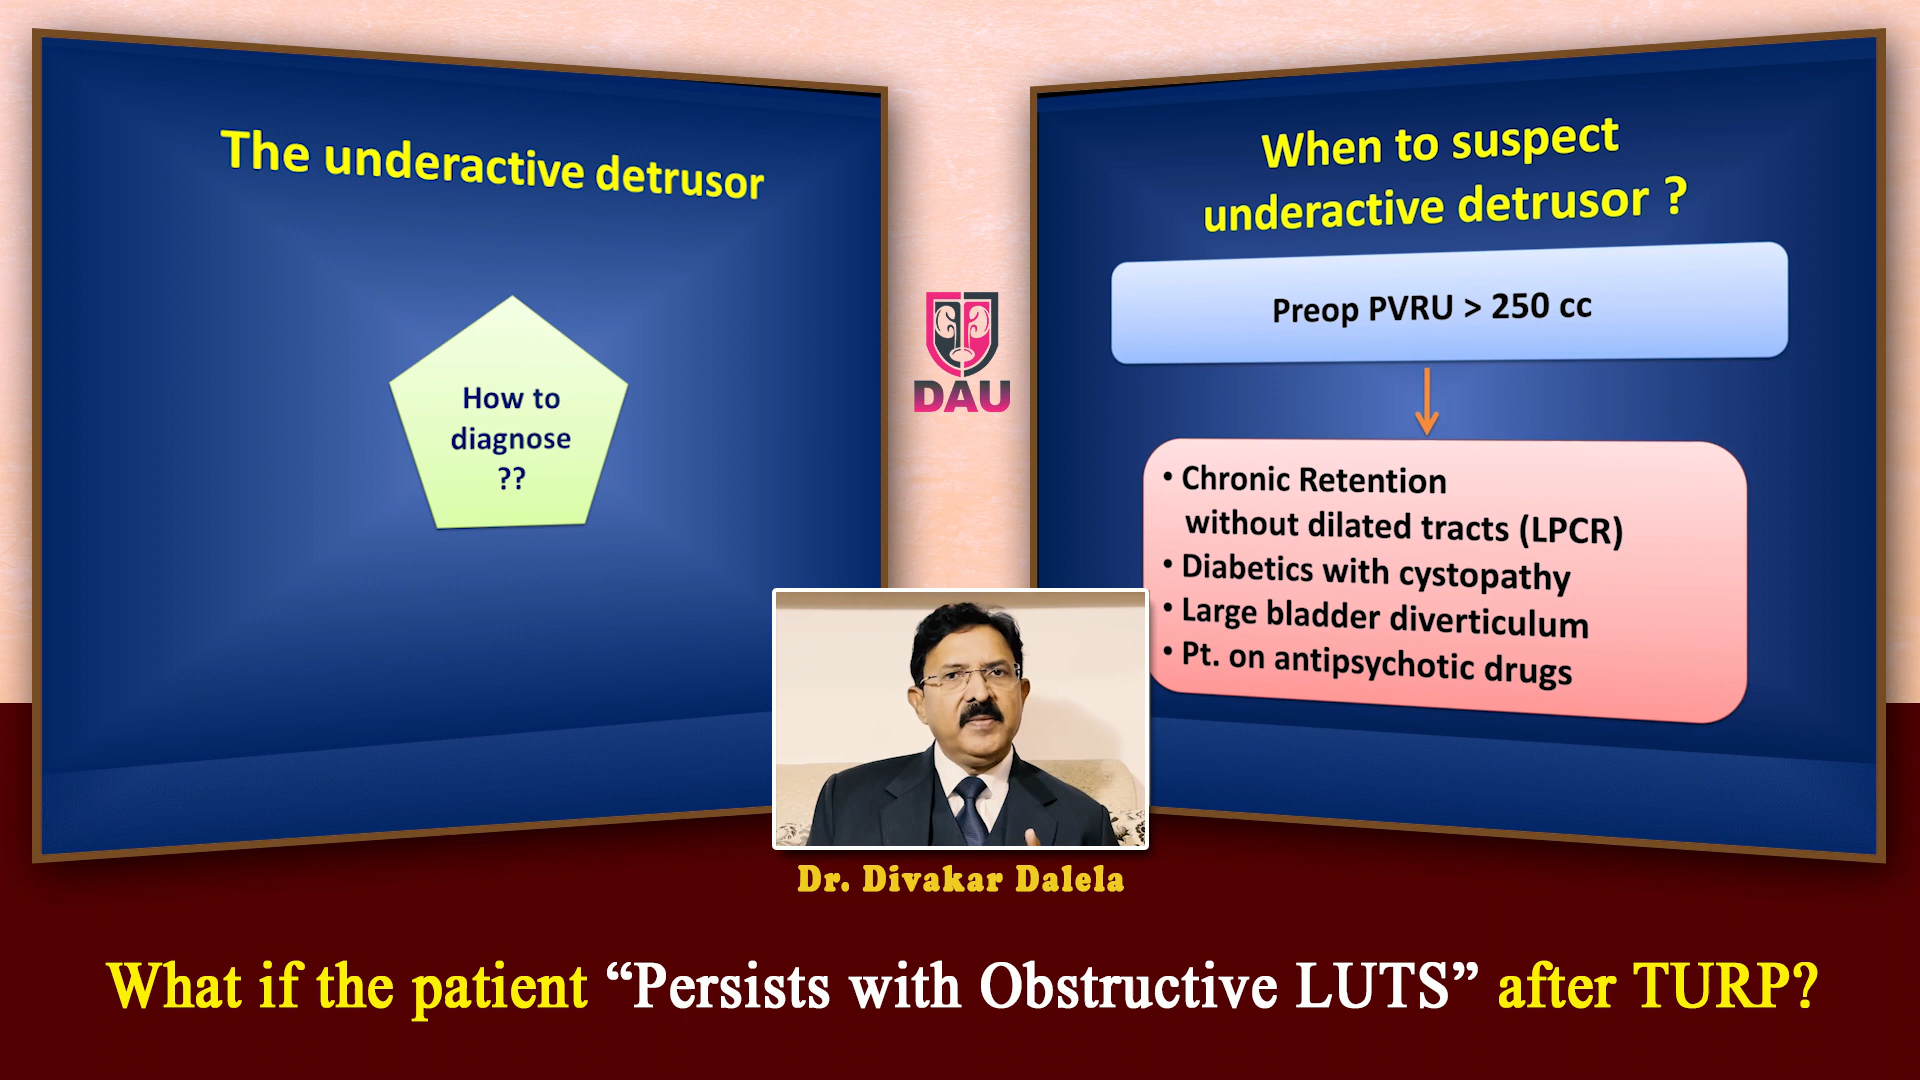 The underactive detrusor
How to
diagnose
??
When to suspect
underactive detrusor ?
Preop PVRU > 250 cc
• Chronic Retention
without dilated tracts (LPCR)
• Diabetics with cystopathy
• Large bladder diverticulum
• Pt. on antipsychotic drugs
DAU
Dr. Divakar Dalela
What if the patient “Persists with Obstructive LUTS” after TURP?